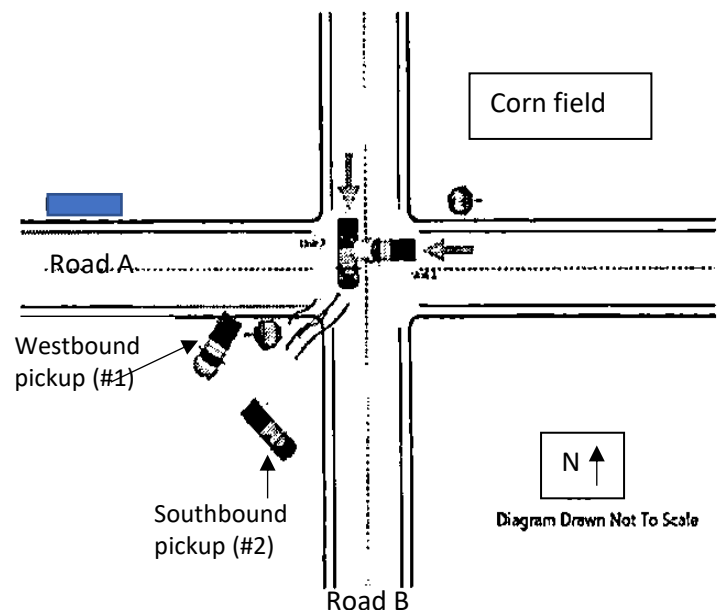 Corn field
Road A
Westbound
pickup (#1)
N
Southbound
pickup (#2)
Diagram Drawn Not To Scale
Road B